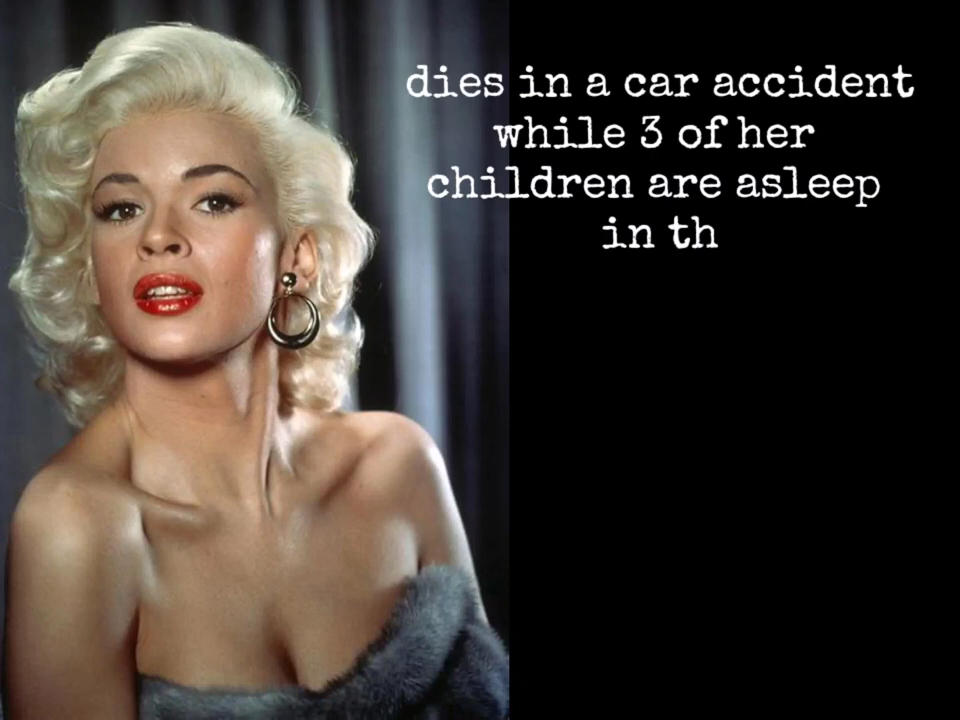 dies in a car accident
while 3 of her
children are asleep
in th